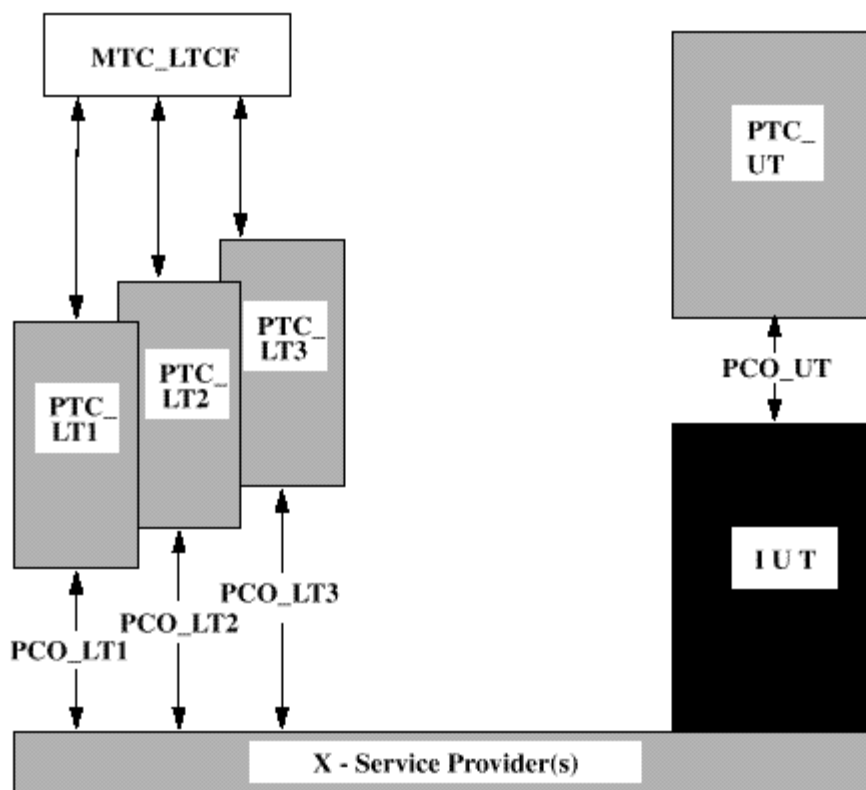 MTC_LTCF
PTC_
UT
PTC_
LT3
PTC_
LT2
PTC_
LT1
PCO_UT
I U T
PCO_LT3
PCO_LT2
PCO_LT1
X - Service Provider(s)